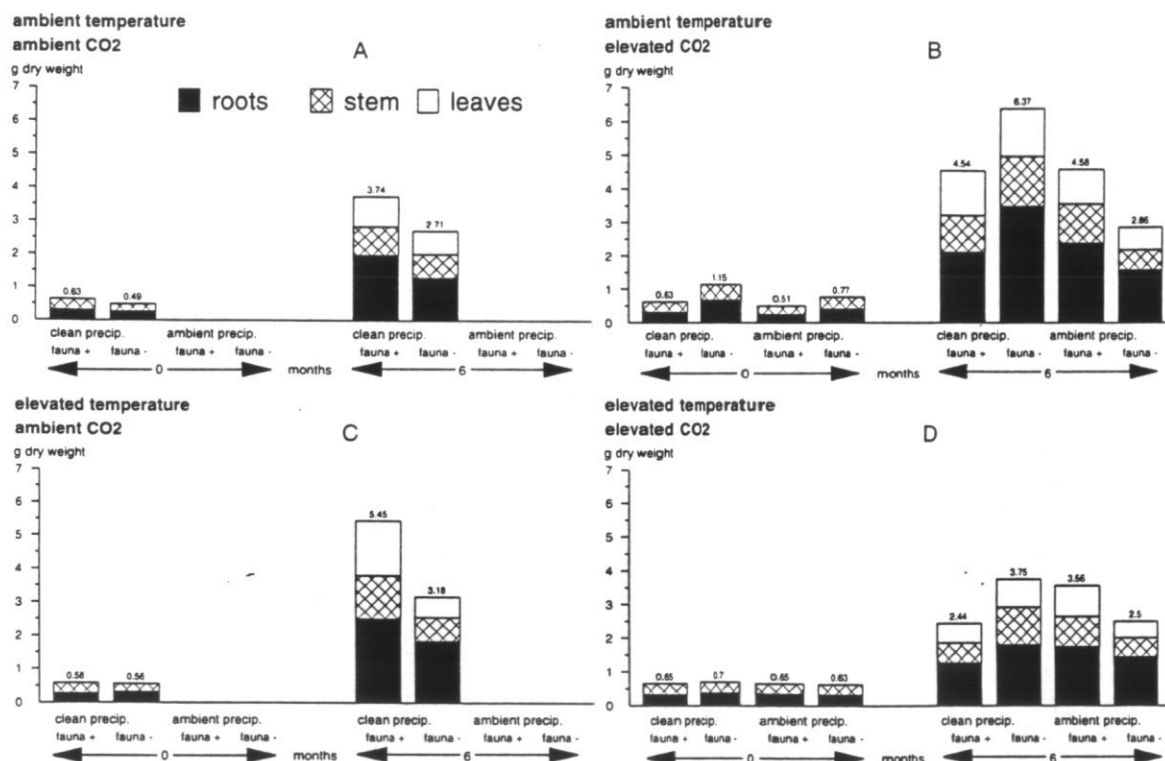 ambient temperature
ambient CO2
A
g dry weight
7
6
5
4
3
2
1
0
roots
stem
leaves
0.63
0.49
3.74
2.71
clean precip.
ambient precip.
clean precip.
ambient precip.
fauna + fauna - fauna + fauna -
fauna + fauna - fauna + fauna -
0 months 6
ambient temperature
elevated CO2
B
g dry weight
7
6
5
4
3
2
1
0
0.63
1.15
0.51
0.77
4.54
6.37
4.58
2.86
clean precip.
ambient precip.
clean precip.
ambient precip.
fauna + fauna - fauna + fauna -
fauna + fauna - fauna + fauna -
0 months 6
elevated temperature
ambient CO2
C
g dry weight
7
6
5
4
3
2
1
0
0.58
0.56
5.45
3.18
clean precip.
ambient precip.
clean precip.
ambient precip.
fauna + fauna - fauna + fauna -
fauna + fauna - fauna + fauna -
0 months 6
elevated temperature
elevated CO2
D
g dry weight
7
6
5
4
3
2
1
0
0.65
0.7
0.65
0.63
2.44
3.75
3.56
2.5
clean precip.
ambient precip.
clean precip.
ambient precip.
fauna + fauna - fauna + fauna -
fauna + fauna - fauna + fauna -
0 months 6